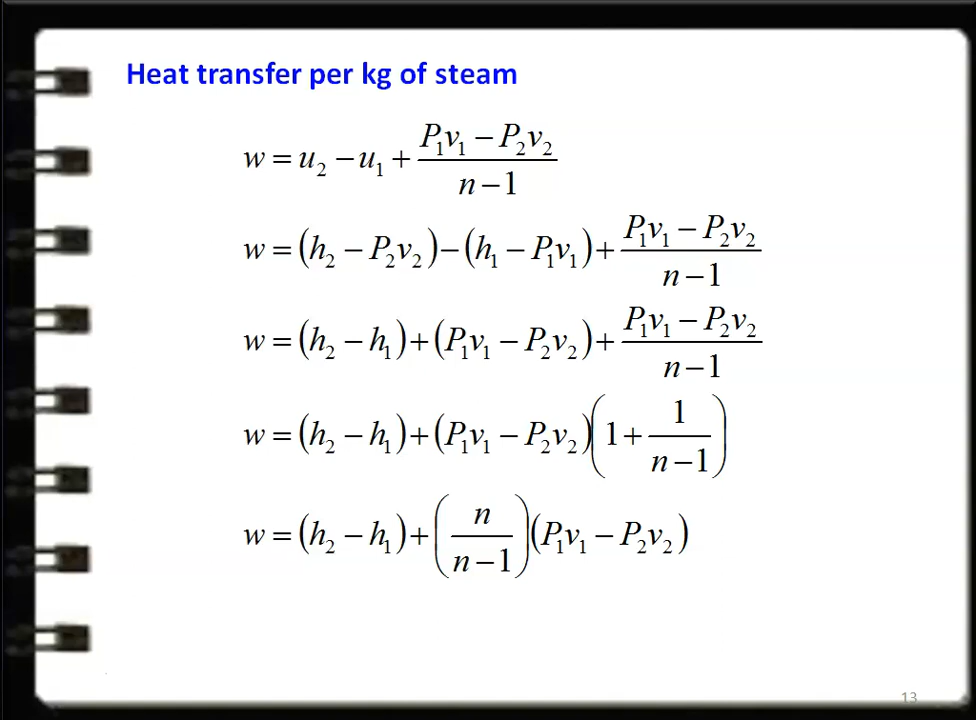 Heat transfer per kg of steam
w = u₂ − u₁ + (P₁v₁ − P₂v₂)/(n − 1)
w = (h₂ − P₂v₂) − (h₁ − P₁v₁) + (P₁v₁ − P₂v₂)/(n − 1)
w = (h₂ − h₁) + (P₁v₁ − P₂v₂) + (P₁v₁ − P₂v₂)/(n − 1)
w = (h₂ − h₁) + (P₁v₁ − P₂v₂)(1 + 1/(n − 1))
w = (h₂ − h₁) + (n/(n − 1))(P₁v₁ − P₂v₂)
13